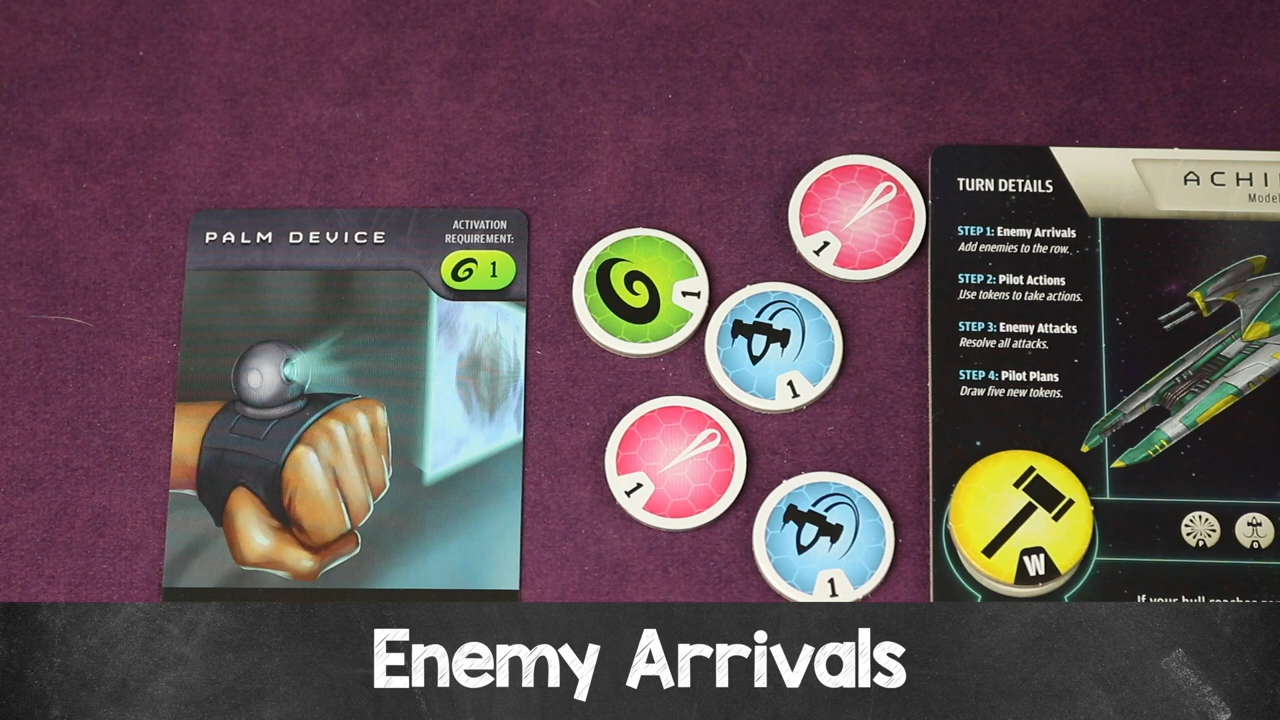 PALM DEVICE
ACTIVATION
REQUIREMENT:
1
1
1
1
1
1
TURN DETAILS
STEP 1: Enemy Arrivals
Add enemies to the row.
STEP 2: Pilot Actions
Use tokens to take actions.
STEP 3: Enemy Attacks
Resolve all attacks.
STEP 4: Pilot Plans
Draw five new tokens.
W
Enemy Arrivals